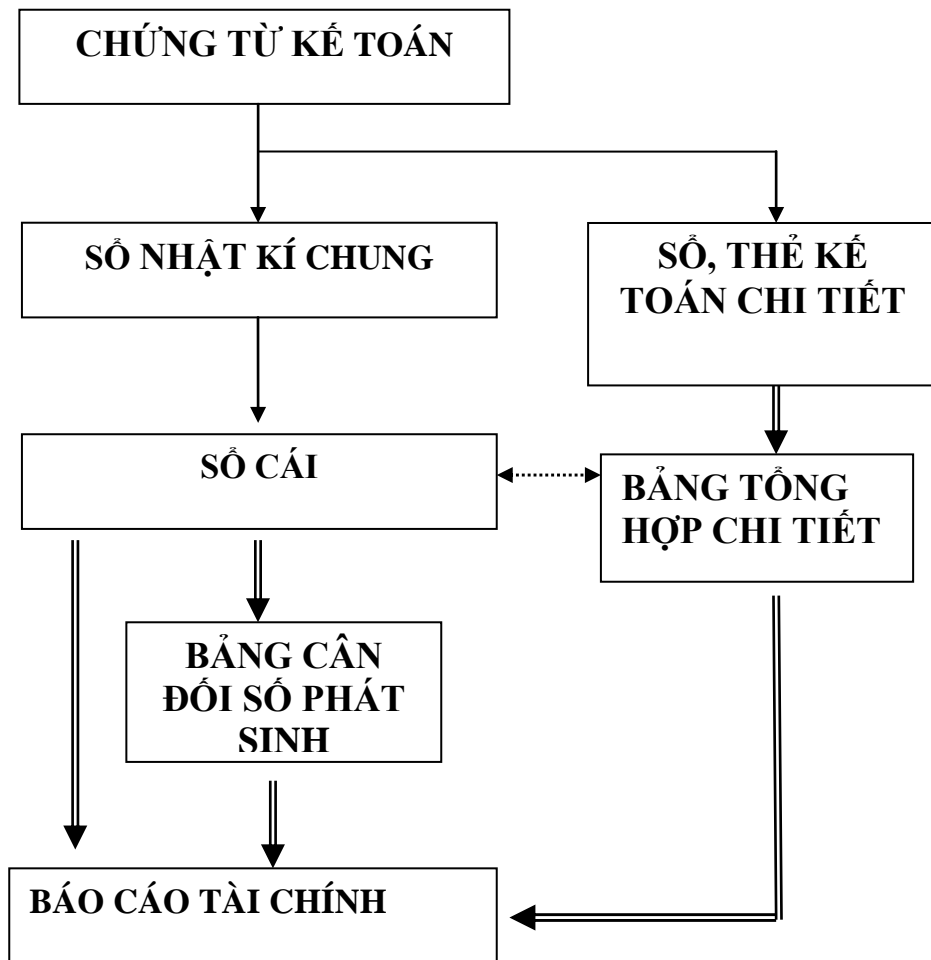 CHỨNG TỪ KẾ TOÁN
SỔ NHẬT KÍ CHUNG
SỔ, THẺ KẾ
TOÁN CHI TIẾT
SỔ CÁI
BẢNG TỔNG
HỢP CHI TIẾT
BẢNG CÂN
ĐỐI SỐ PHÁT
SINH
BÁO CÁO TÀI CHÍNH